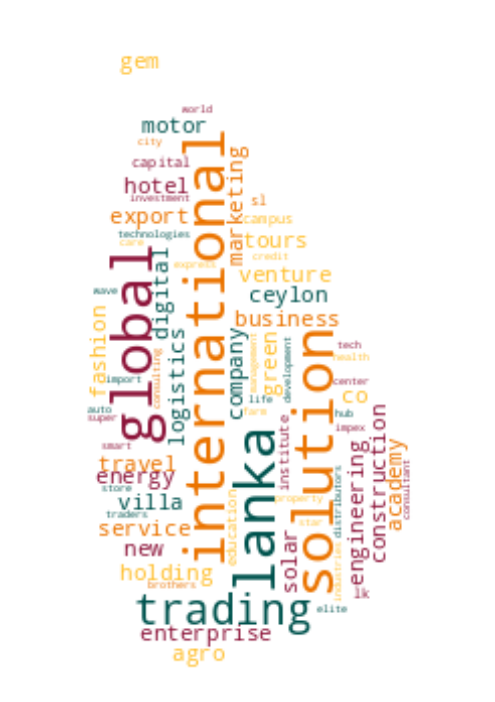 gem
world
motor
city
capital
hotel
investment
export
technologies
care
international
marketing
sl
campus
tours
credit
express
venture
ceylon
business
global
digital
wave
fashion
logistics
consulting
import
company
management
green
development
solution
tech
health
center
co
life
farm
hub
impex
auto
super
smart
travel
energy
store
villa
traders
service
new
holding
brothers
lanka
institute
property
star
solar
education
distributors
industries
engineering
construction
academy
consultant
lk
trading
elite
enterprise
agro